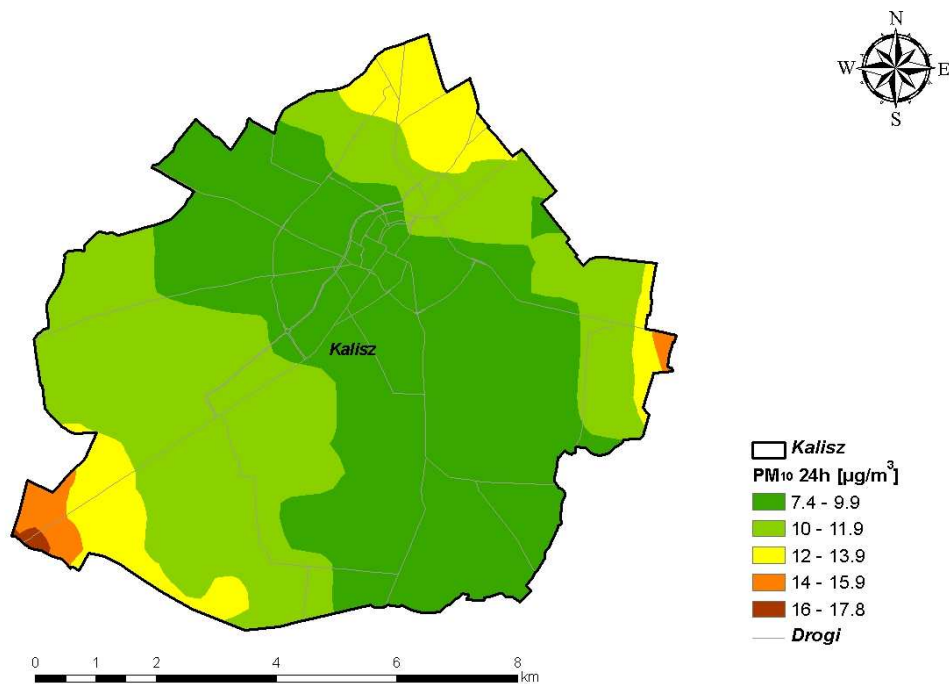 N
W E
S
Kalisz
Kalisz
PM₁₀ 24h [µg/m³]
7.4 - 9.9
10 - 11.9
12 - 13.9
14 - 15.9
16 - 17.8
Drogi
0 1 2 4 6 8
km